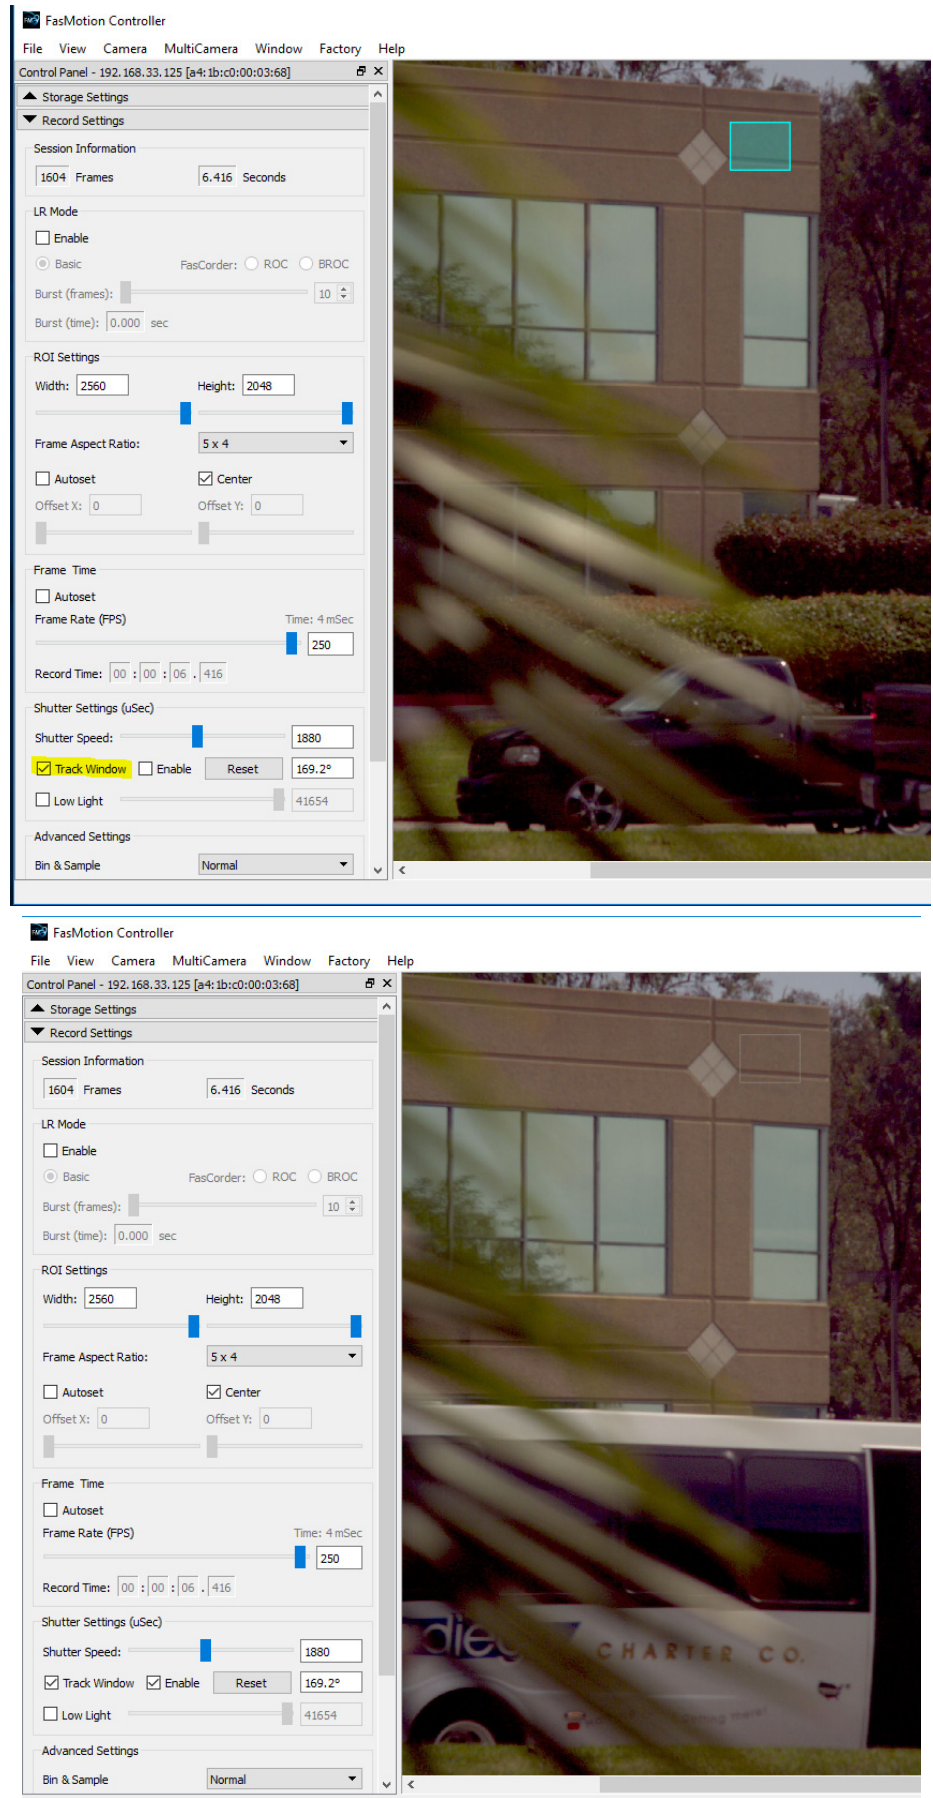 FasMotion Controller
File View Camera MultiCamera Window Factory Help
Control Panel - 192.168.33.125 [a4:1b:c0:00:03:68]
Storage Settings
Record Settings
Session Information
1604 Frames 6.416 Seconds
LR Mode
Enable
Basic FasCorder: ROC BROC
Burst (frames): 10
Burst (time): 0.000 sec
ROI Settings
Width: 2560 Height: 2048
Frame Aspect Ratio: 5 x 4
Autoset Center
Offset X: 0 Offset Y: 0
Frame Time
Autoset
Frame Rate (FPS) Time: 4 mSec
250
Record Time: 00 : 00 : 06 . 416
Shutter Settings (uSec)
Shutter Speed: 1880
Track Window Enable Reset 169.2°
Low Light 41654
Advanced Settings
Bin & Sample Normal
FasMotion Controller
File View Camera MultiCamera Window Factory Help
Control Panel - 192.168.33.125 [a4:1b:c0:00:03:68]
Storage Settings
Record Settings
Session Information
1604 Frames 6.416 Seconds
LR Mode
Enable
Basic FasCorder: ROC BROC
Burst (frames): 10
Burst (time): 0.000 sec
ROI Settings
Width: 2560 Height: 2048
Frame Aspect Ratio: 5 x 4
Autoset Center
Offset X: 0 Offset Y: 0
Frame Time
Autoset
Frame Rate (FPS) Time: 4 mSec
250
Record Time: 00 : 00 : 06 . 416
Shutter Settings (uSec)
Shutter Speed: 1880
Track Window Enable Reset 169.2°
Low Light 41654
Advanced Settings
Bin & Sample Normal
CHARTER CO.